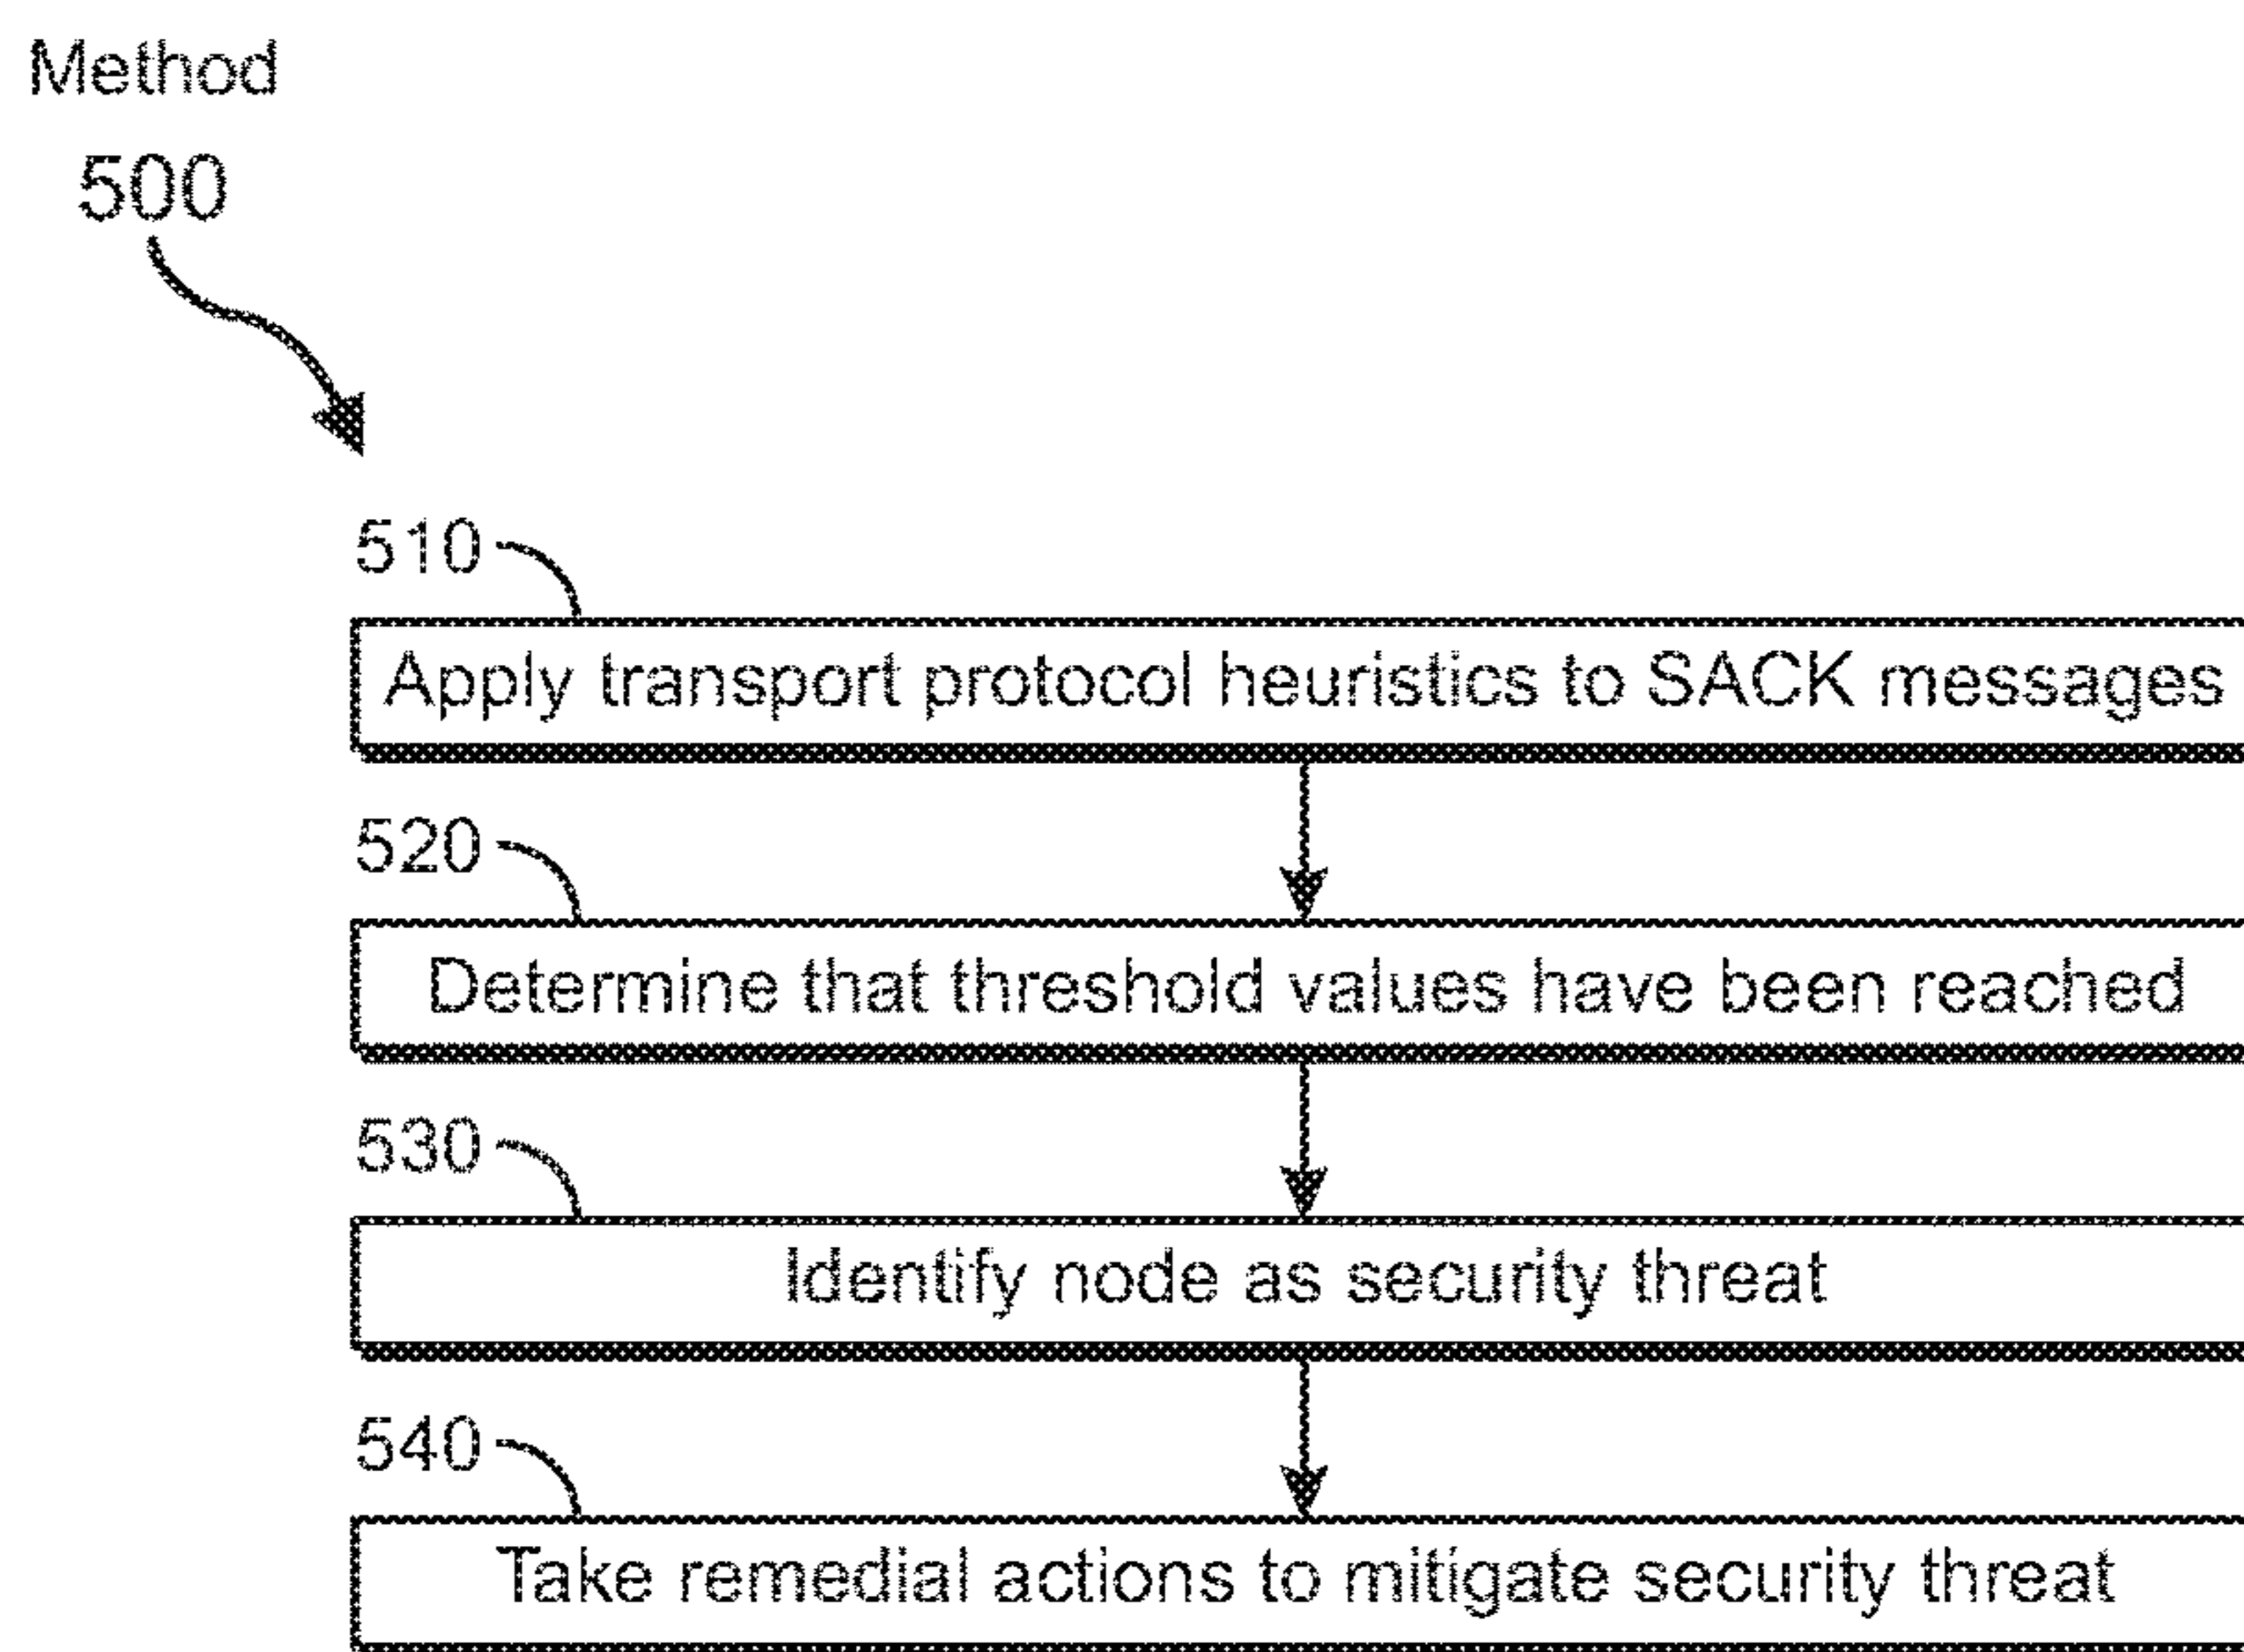 Method
500
510
Apply transport protocol heuristics to SACK messages
520
Determine that threshold values have been reached
530
Identify node as security threat
540
Take remedial actions to mitigate security threat